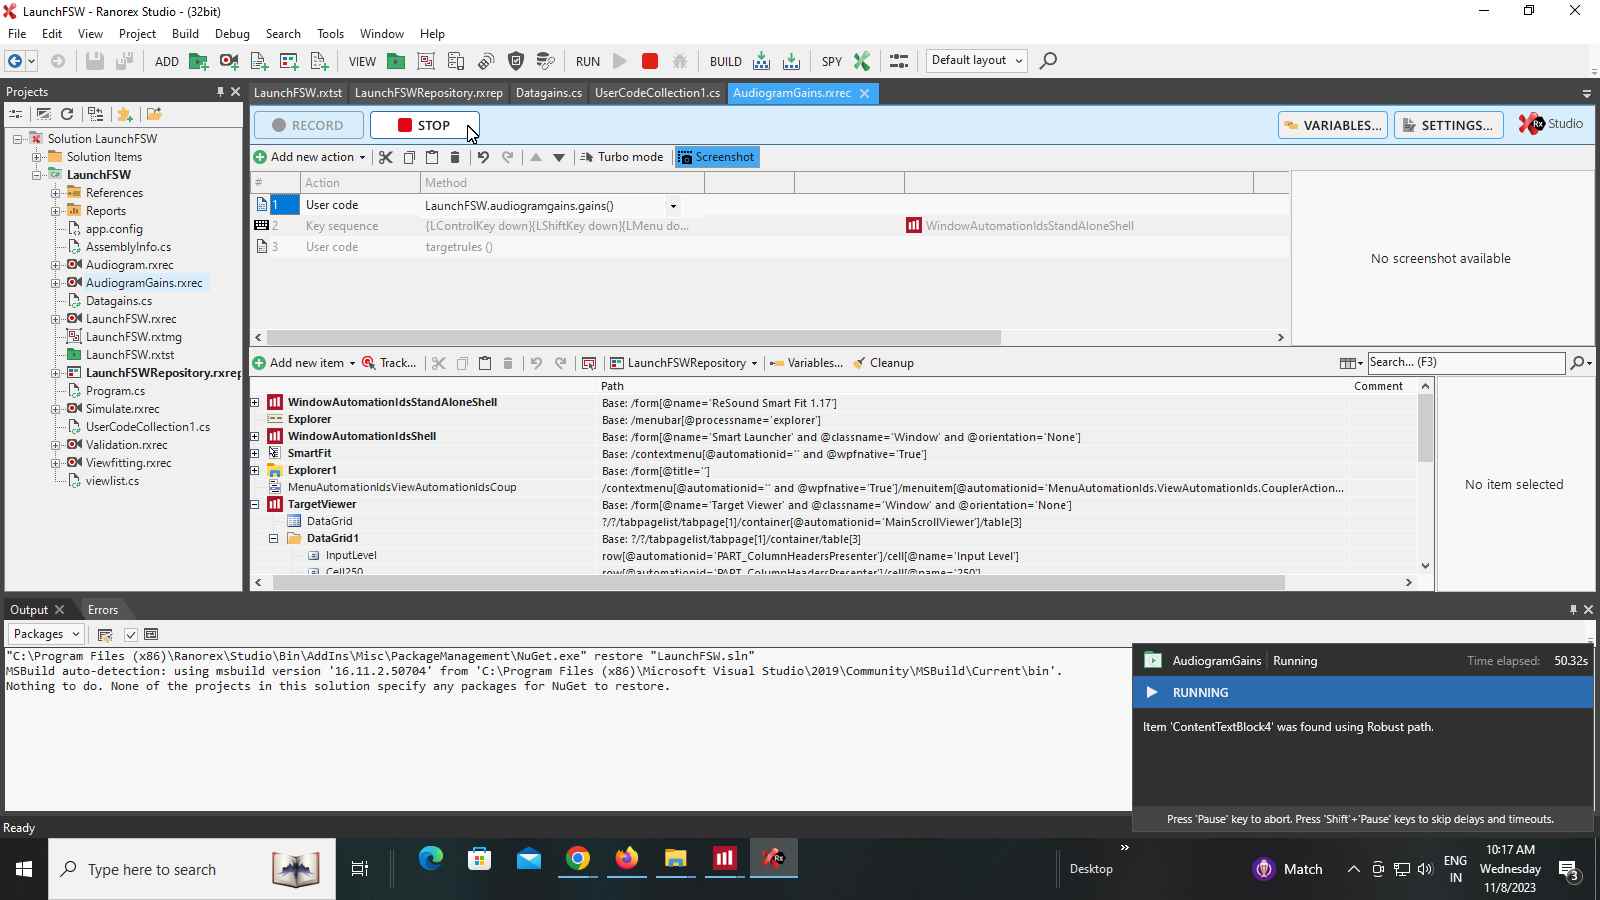 LaunchFSW - Ranorex Studio - (32bit)
File Edit View Project Build Debug Search Tools Window Help
ADD VIEW RUN BUILD SPY Default layout
Projects
LaunchFSW.rxtst LaunchFSWRepository.rxrep Datagains.cs UserCodeCollection1.cs AudiogramGains.rxrec
RECORD STOP VARIABLES... SETTINGS... Rx Studio
Add new action Turbo mode Screenshot
# Action Method
1 User code LaunchFSW.audiogramgains.gains()
2 Key sequence {LControlKey down}{LShiftKey down}{LMenu do... WindowAutomationIdsStandAloneShell
3 User code targetrules ()
No screenshot available
Solution LaunchFSW
Solution Items
LaunchFSW
References
Reports
app.config
AssemblyInfo.cs
Audiogram.rxrec
AudiogramGains.rxrec
Datagains.cs
LaunchFSW.rxrec
LaunchFSW.rxtmg
LaunchFSW.rxtst
LaunchFSWRepository.rxrep
Program.cs
Simulate.rxrec
UserCodeCollection1.cs
Validation.rxrec
Viewfitting.rxrec
viewlist.cs
Add new item Track... LaunchFSWRepository Variables... Cleanup Search... (F3)
Path Comment
WindowAutomationIdsStandAloneShell Base: /form[@name='ReSound Smart Fit 1.17']
Explorer Base: /menubar[@processname='explorer']
WindowAutomationIdsShell Base: /form[@name='Smart Launcher' and @classname='Window' and @orientation='None']
SmartFit Base: /contextmenu[@automationid='' and @wpfnative='True']
Explorer1 Base: /form[@title='']
MenuAutomationIdsViewAutomationIdsCoup /contextmenu[@automationid='' and @wpfnative='True']/menuitem[@automationid='MenuAutomationIds.ViewAutomationIds.CouplerAction...
TargetViewer Base: /form[@name='Target Viewer' and @classname='Window' and @orientation='None']
DataGrid ?/?/tabpagelist/tabpage[1]/container[@automationid='MainScrollViewer']/table[3]
DataGrid1 Base: ?/?/tabpagelist/tabpage[1]/container/table[3]
InputLevel row[@automationid='PART_ColumnHeadersPresenter']/cell[@name='Input Level']
Cell250 row[@automationid='PART_ColumnHeadersPresenter']/cell[@name='250']
No item selected
Output Errors
Packages
"C:\Program Files (x86)\Ranorex\Studio\Bin\AddIns\Misc\PackageManagement\NuGet.exe" restore "LaunchFSW.sln"
MSBuild auto-detection: using msbuild version '16.11.2.50704' from 'C:\Program Files (x86)\Microsoft Visual Studio\2019\Community\MSBuild\Current\bin'.
Nothing to do. None of the projects in this solution specify any packages for NuGet to restore.
AudiogramGains Running Time elapsed: 50.32s
RUNNING
Item 'ContentTextBlock4' was found using Robust path.
Press 'Pause' key to abort. Press 'Shift'+'Pause' keys to skip delays and timeouts.
Ready
Type here to search
Desktop
Match
ENG
IN
10:17 AM
Wednesday
11/8/2023
3